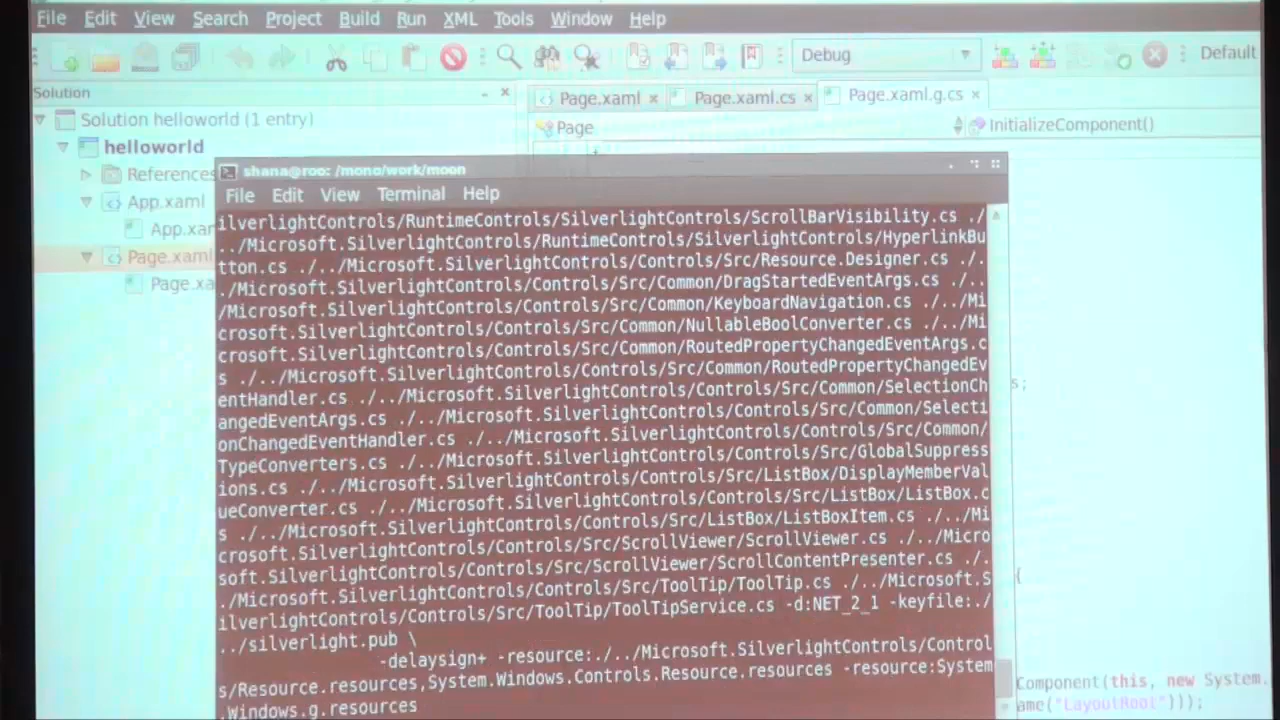 File Edit View Search Project Build Run XML Tools Window Help
Debug Default
Solution
Page.xaml Page.xaml.cs Page.xaml.g.cs
Solution helloworld (1 entry)
Page InitializeComponent()
helloworld
References
App.xaml
App.xa
Page.xaml
Page.xa
shana@roo: /mono/work/moon
File Edit View Terminal Help
ilverlightControls/RuntimeControls/SilverlightControls/ScrollBarVisibility.cs ./
../Microsoft.SilverlightControls/RuntimeControls/SilverlightControls/HyperlinkBu
tton.cs ./../Microsoft.SilverlightControls/Controls/Src/Resource.Designer.cs ./.
./Microsoft.SilverlightControls/Controls/Src/Common/DragStartedEventArgs.cs ./..
/Microsoft.SilverlightControls/Controls/Src/Common/KeyboardNavigation.cs ./../Mi
crosoft.SilverlightControls/Controls/Src/Common/NullableBoolConverter.cs ./../Mi
crosoft.SilverlightControls/Controls/Src/Common/RoutedPropertyChangedEventArgs.c
s ./../Microsoft.SilverlightControls/Controls/Src/Common/RoutedPropertyChangedEv
entHandler.cs ./../Microsoft.SilverlightControls/Controls/Src/Common/SelectionCh
angedEventArgs.cs ./../Microsoft.SilverlightControls/Controls/Src/Common/Selecti
onChangedEventHandler.cs ./../Microsoft.SilverlightControls/Controls/Src/Common/
TypeConverters.cs ./../Microsoft.SilverlightControls/Controls/Src/GlobalSuppress
ions.cs ./../Microsoft.SilverlightControls/Controls/Src/ListBox/DisplayMemberVal
ueConverter.cs ./../Microsoft.SilverlightControls/Controls/Src/ListBox/ListBox.c
s ./../Microsoft.SilverlightControls/Controls/Src/ListBox/ListBoxItem.cs ./../Mi
crosoft.SilverlightControls/Controls/Src/ScrollViewer/ScrollViewer.cs ./../Micro
soft.SilverlightControls/Controls/Src/ScrollViewer/ScrollContentPresenter.cs ./.
./Microsoft.SilverlightControls/Controls/Src/ToolTip/ToolTip.cs ./../Microsoft.S
ilverlightControls/Controls/Src/ToolTip/ToolTipService.cs -d:NET_2_1 -keyfile:./
../silverlight.pub \
-delaysign+ -resource:./../Microsoft.SilverlightControls/Control
s/Resource.resources,System.Windows.Controls.Resource.resources -resource:System
.Windows.g.resources
s;
{
Component(this, new System.
ame("LayoutRoot")));